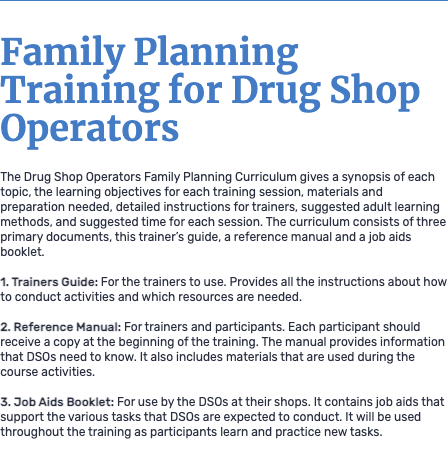 Family Planning
Training for Drug Shop
Operators
The Drug Shop Operators Family Planning Curriculum gives a synopsis of each
topic, the learning objectives for each training session, materials and
preparation needed, detailed instructions for trainers, suggested adult learning
methods, and suggested time for each session. The curriculum consists of three
primary documents, this trainer’s guide, a reference manual and a job aids
booklet.
1. Trainers Guide: For the trainers to use. Provides all the instructions about how
to conduct activities and which resources are needed.
2. Reference Manual: For trainers and participants. Each participant should
receive a copy at the beginning of the training. The manual provides information
that DSOs need to know. It also includes materials that are used during the
course activities.
3. Job Aids Booklet: For use by the DSOs at their shops. It contains job aids that
support the various tasks that DSOs are expected to conduct. It will be used
throughout the training as participants learn and practice new tasks.